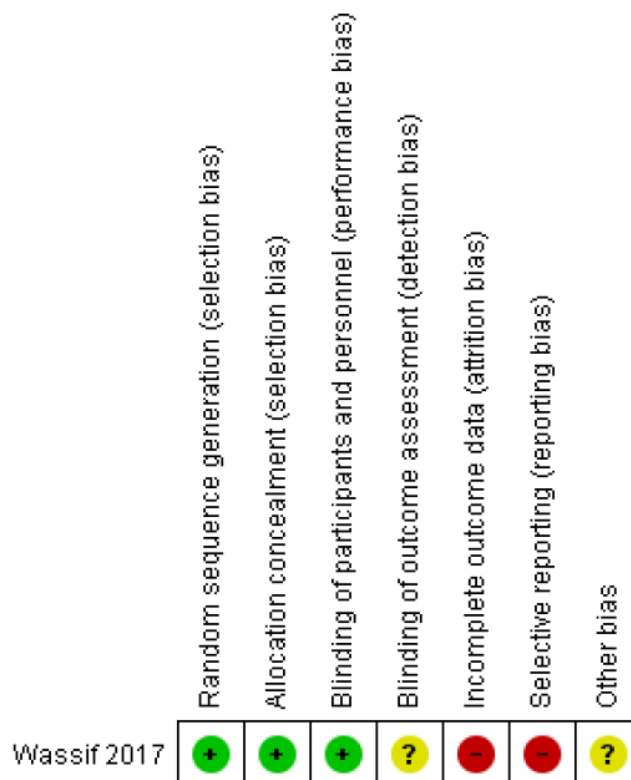 Random sequence generation (selection bias)
Allocation concealment (selection bias)
Blinding of participants and personnel (performance bias)
Blinding of outcome assessment (detection bias)
Incomplete outcome data (attrition bias)
Selective reporting (reporting bias)
Other bias
Wassif 2017 + + + ? - - ?